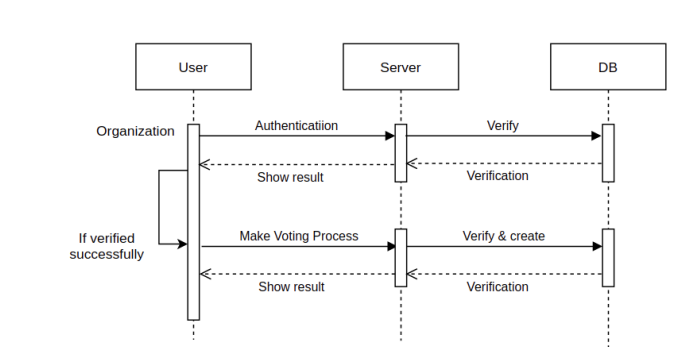 User
Server
DB
Organization
Authenticatiion
Verify
Show result
Verification
If verified
successfully
Make Voting Process
Verify & create
Show result
Verification